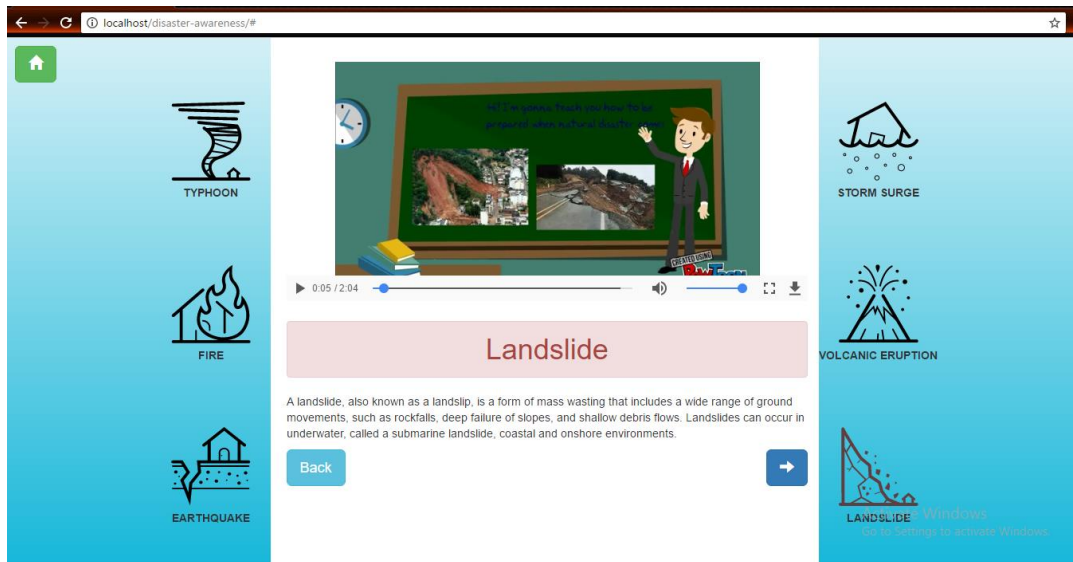 localhost/disaster-awareness/#
Hi! I'm gonna teach you how to be
prepared when natural disaster comes
TYPHOON
STORM SURGE
CREATED USING
PowToon
0:05 / 2:04
FIRE
VOLCANIC ERUPTION
Landslide
A landslide, also known as a landslip, is a form of mass wasting that includes a wide range of ground
movements, such as rockfalls, deep failure of slopes, and shallow debris flows. Landslides can occur in
underwater, called a submarine landslide, coastal and onshore environments.
Back
EARTHQUAKE
LANDSLIDE
Activate Windows
Go to Settings to activate Windows.